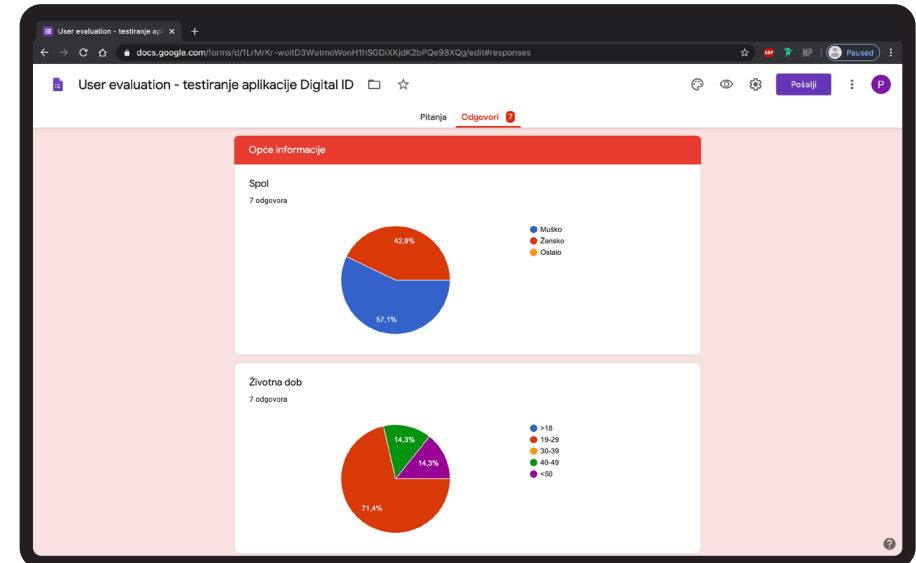 User evaluation - testiranje apl
docs.google.com/forms/d/1LrMrKr-woitD3WutmoWonH1hSGDiXKjdK2bPQe98XQg/edit#responses
ABP
NP
Paused
User evaluation - testiranje aplikacije Digital ID
Pošalji
P
Pitanja
Odgovori 7
Opće informacije
Spol
7 odgovora
42,9%
57,1%
Muško
Žensko
Ostalo
Životna dob
7 odgovora
14,3%
14,3%
71,4%
>18
19-29
30-39
40-49
<50